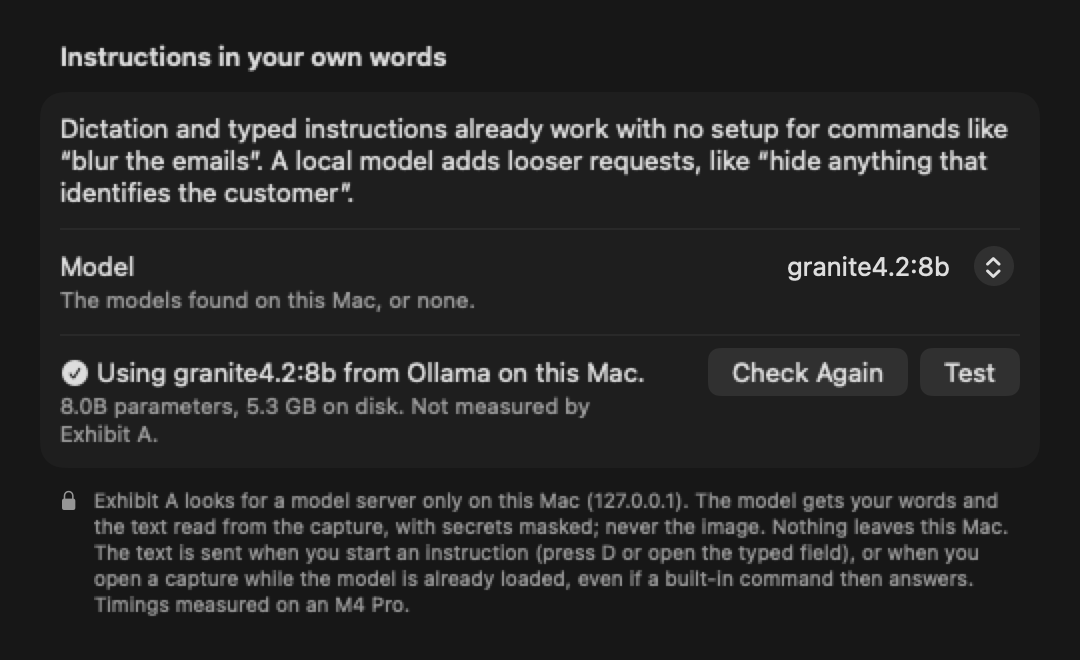 Instructions in your own words
Dictation and typed instructions already work with no setup for commands like
“blur the emails”. A local model adds looser requests, like “hide anything that
identifies the customer”.
Model
granite4.2:8b
The models found on this Mac, or none.
Using granite4.2:8b from Ollama on this Mac.
Check Again
Test
8.0B parameters, 5.3 GB on disk. Not measured by
Exhibit A.
Exhibit A looks for a model server only on this Mac (127.0.0.1). The model gets your words and
the text read from the capture, with secrets masked; never the image. Nothing leaves this Mac.
The text is sent when you start an instruction (press D or open the typed field), or when you
open a capture while the model is already loaded, even if a built-in command then answers.
Timings measured on an M4 Pro.